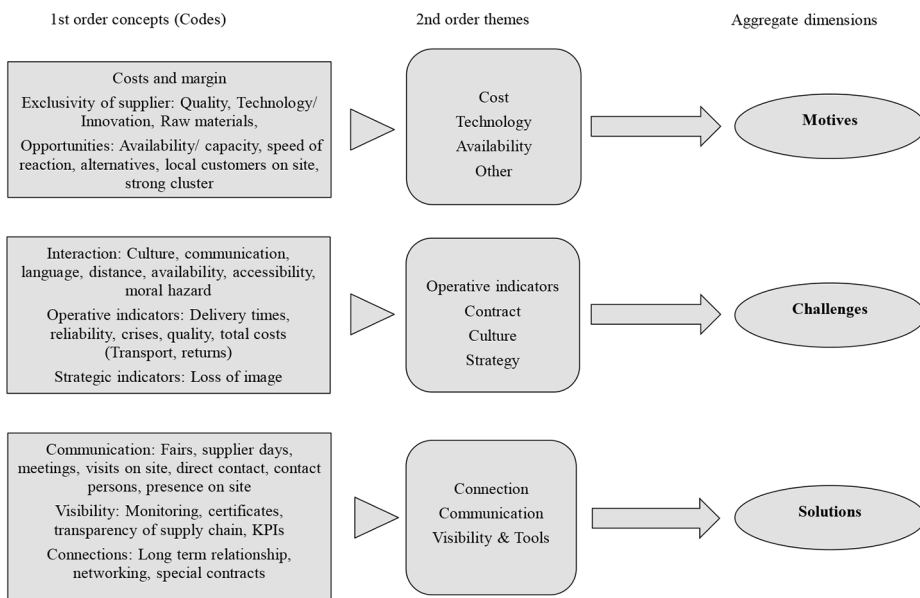 1st order concepts (Codes)
2nd order themes
Aggregate dimensions
Costs and margin
Exclusivity of supplier: Quality, Technology/
Innovation, Raw materials,
Opportunities: Availability/ capacity, speed of
reaction, alternatives, local customers on site,
strong cluster
Cost
Technology
Availability
Other
Motives
Interaction: Culture, communication,
language, distance, availability, accessibility,
moral hazard
Operative indicators: Delivery times,
reliability, crises, quality, total costs
(Transport, returns)
Strategic indicators: Loss of image
Operative indicators
Contract
Culture
Strategy
Challenges
Communication: Fairs, supplier days,
meetings, visits on site, direct contact, contact
persons, presence on site
Visibility: Monitoring, certificates,
transparency of supply chain, KPIs
Connections: Long term relationship,
networking, special contracts
Connection
Communication
Visibility & Tools
Solutions